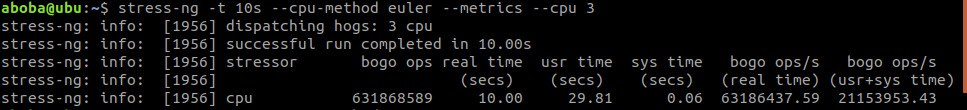 aboba@ubu:~$ stress-ng -t 10s --cpu-method euler --metrics --cpu 3
stress-ng: info:  [1956] dispatching hogs: 3 cpu
stress-ng: info:  [1956] successful run completed in 10.00s
stress-ng: info:  [1956] stressor       bogo ops real time  usr time  sys time   bogo ops/s   bogo ops/s
stress-ng: info:  [1956]                           (secs)    (secs)    (secs)   (real time) (usr+sys time)
stress-ng: info:  [1956] cpu           631868589     10.00     29.81      0.06  63186437.59  21153953.43